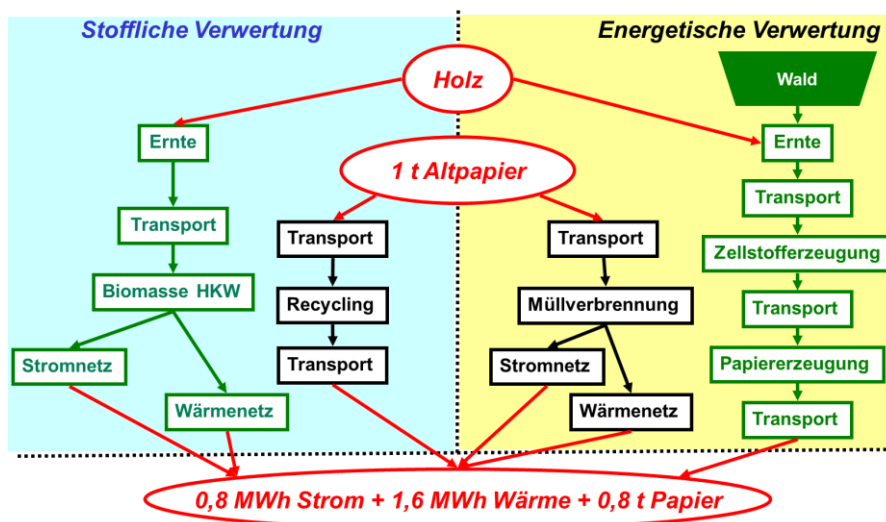 Stoffliche Verwertung
Energetische Verwertung
Holz
Wald
Ernte
Ernte
1 t Altpapier
Transport
Transport
Transport
Transport
Zellstofferzeugung
Biomasse HKW
Recycling
Müllverbrennung
Transport
Stromnetz
Transport
Stromnetz
Papiererzeugung
Wärmenetz
Wärmenetz
Transport
0,8 MWh Strom + 1,6 MWh Wärme + 0,8 t Papier